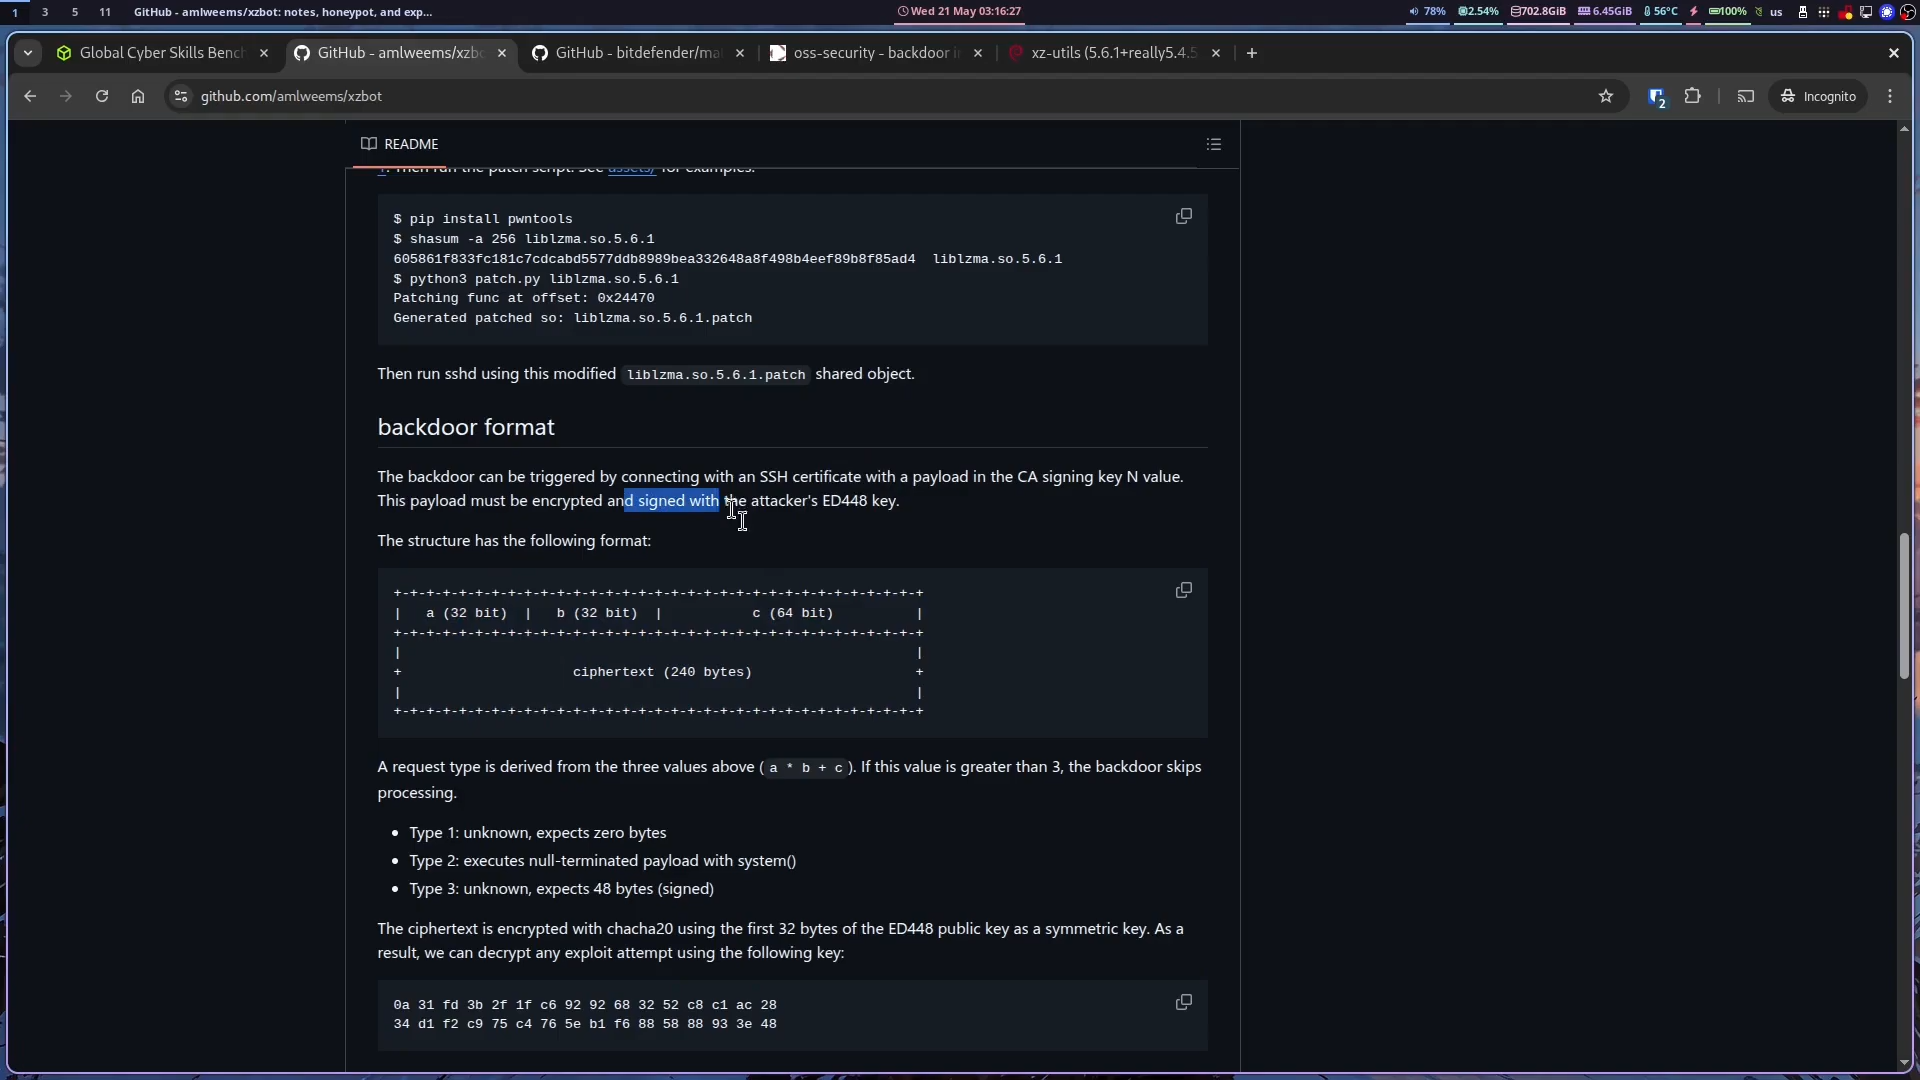 1 3 5 11 GitHub - amlweems/xzbot: notes, honeypot, and exp... Wed 21 May 03:16:27 78% 2.54% 702.8GiB 6.45GiB 56°C 100% us
Global Cyber Skills Bench GitHub - amlweems/xzbo GitHub - bitdefender/mal oss-security - backdoor i xz-utils (5.6.1+really5.4.5
github.com/amlweems/xzbot 2 Incognito
README
1. Then run the patch script. See assets/ for examples.
$ pip install pwntools
$ shasum -a 256 liblzma.so.5.6.1
605861f833fc181c7cdcabd5577ddb8989bea332648a8f498b4eef89b8f85ad4  liblzma.so.5.6.1
$ python3 patch.py liblzma.so.5.6.1
Patching func at offset: 0x24470
Generated patched so: liblzma.so.5.6.1.patch
Then run sshd using this modified liblzma.so.5.6.1.patch shared object.
backdoor format
The backdoor can be triggered by connecting with an SSH certificate with a payload in the CA signing key N value.
This payload must be encrypted and signed with the attacker's ED448 key.
The structure has the following format:
+-+-+-+-+-+-+-+-+-+-+-+-+-+-+-+-+-+-+-+-+-+-+-+-+-+-+-+-+-+-+-+-+
|   a (32 bit)  |   b (32 bit)  |           c (64 bit)          |
+-+-+-+-+-+-+-+-+-+-+-+-+-+-+-+-+-+-+-+-+-+-+-+-+-+-+-+-+-+-+-+-+
|                                                               |
+                     ciphertext (240 bytes)                    +
|                                                               |
+-+-+-+-+-+-+-+-+-+-+-+-+-+-+-+-+-+-+-+-+-+-+-+-+-+-+-+-+-+-+-+-+
A request type is derived from the three values above ( a * b + c ). If this value is greater than 3, the backdoor skips
processing.
• Type 1: unknown, expects zero bytes
• Type 2: executes null-terminated payload with system()
• Type 3: unknown, expects 48 bytes (signed)
The ciphertext is encrypted with chacha20 using the first 32 bytes of the ED448 public key as a symmetric key. As a
result, we can decrypt any exploit attempt using the following key:
0a 31 fd 3b 2f 1f c6 92 92 68 32 52 c8 c1 ac 28
34 d1 f2 c9 75 c4 76 5e b1 f6 88 58 88 93 3e 48